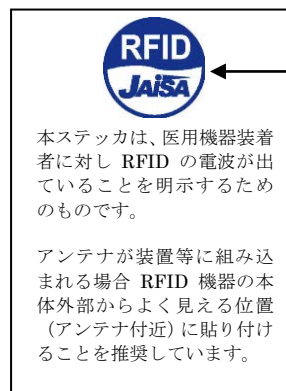 RFID
JAISA
本ステッカは、医用機器装着
者に対し RFID の電波が出
ていることを明示するため
のものです。
アンテナが装置等に組み込
まれる場合 RFID 機器の本
体外部からよく見える位置
（アンテナ付近）に貼り付け
ることを推奨しています。